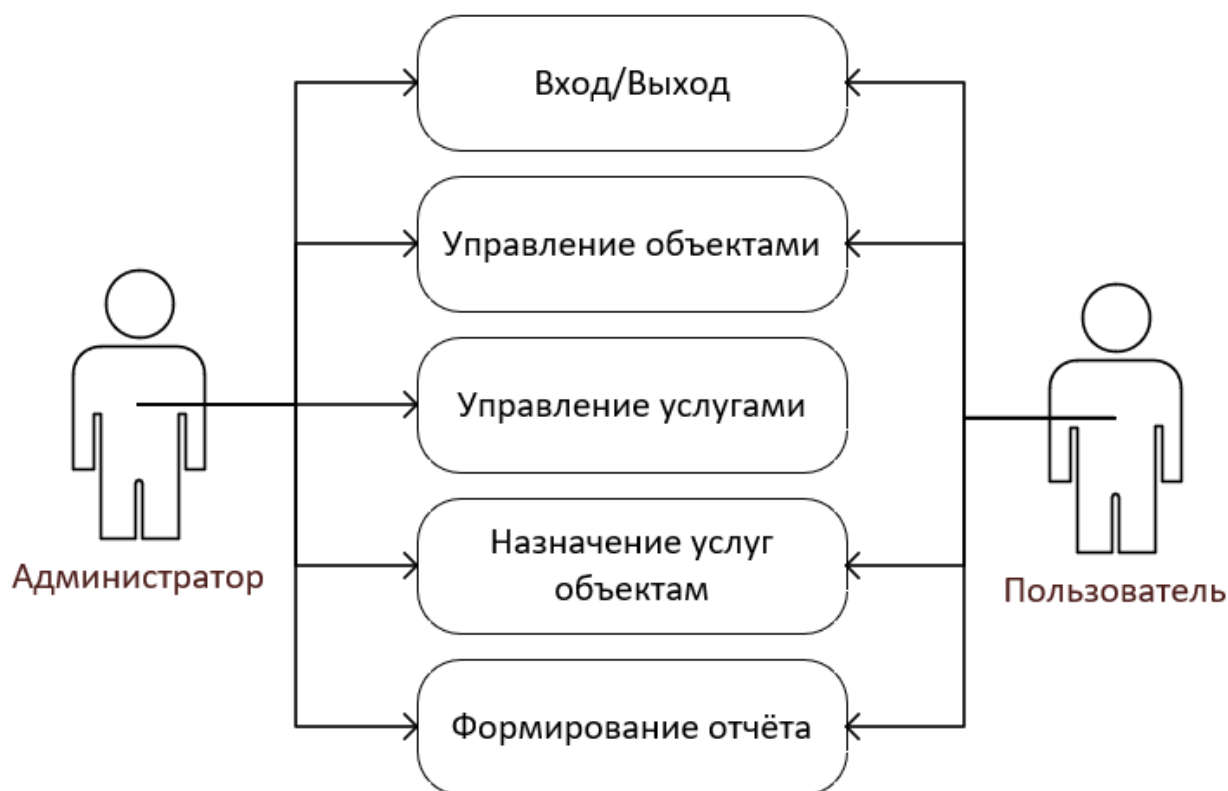 Вход/Выход
Управление объектами
Управление услугами
Назначение услуг
объектам
Формирование отчёта
Администратор
Пользователь